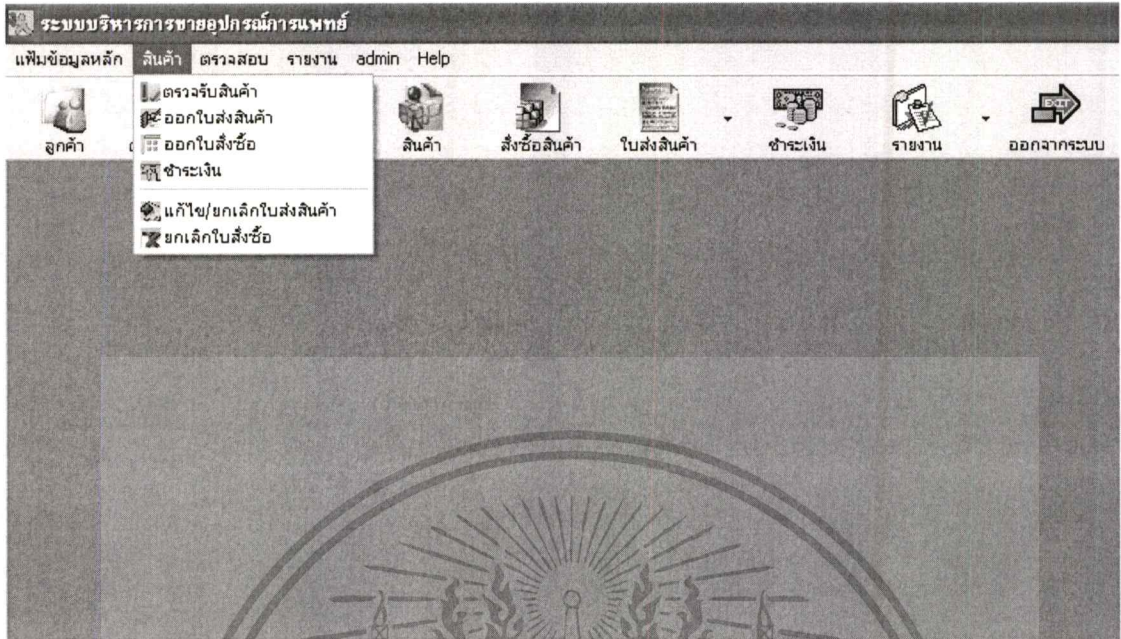 ระบบบริหารการขายอุปกรณ์การแพทย์
แฟ้มข้อมูลหลัก สินค้า ตรวจสอบ รายงาน admin Help
ตรวจรับสินค้า
ออกใบส่งสินค้า
ออกใบสั่งซื้อ
ชำระเงิน
แก้ไข/ยกเลิกใบส่งสินค้า
ยกเลิกใบสั่งซื้อ
ลูกค้า สินค้า สั่งซื้อสินค้า ใบส่งสินค้า ชำระเงิน รายงาน ออกจากระบบ